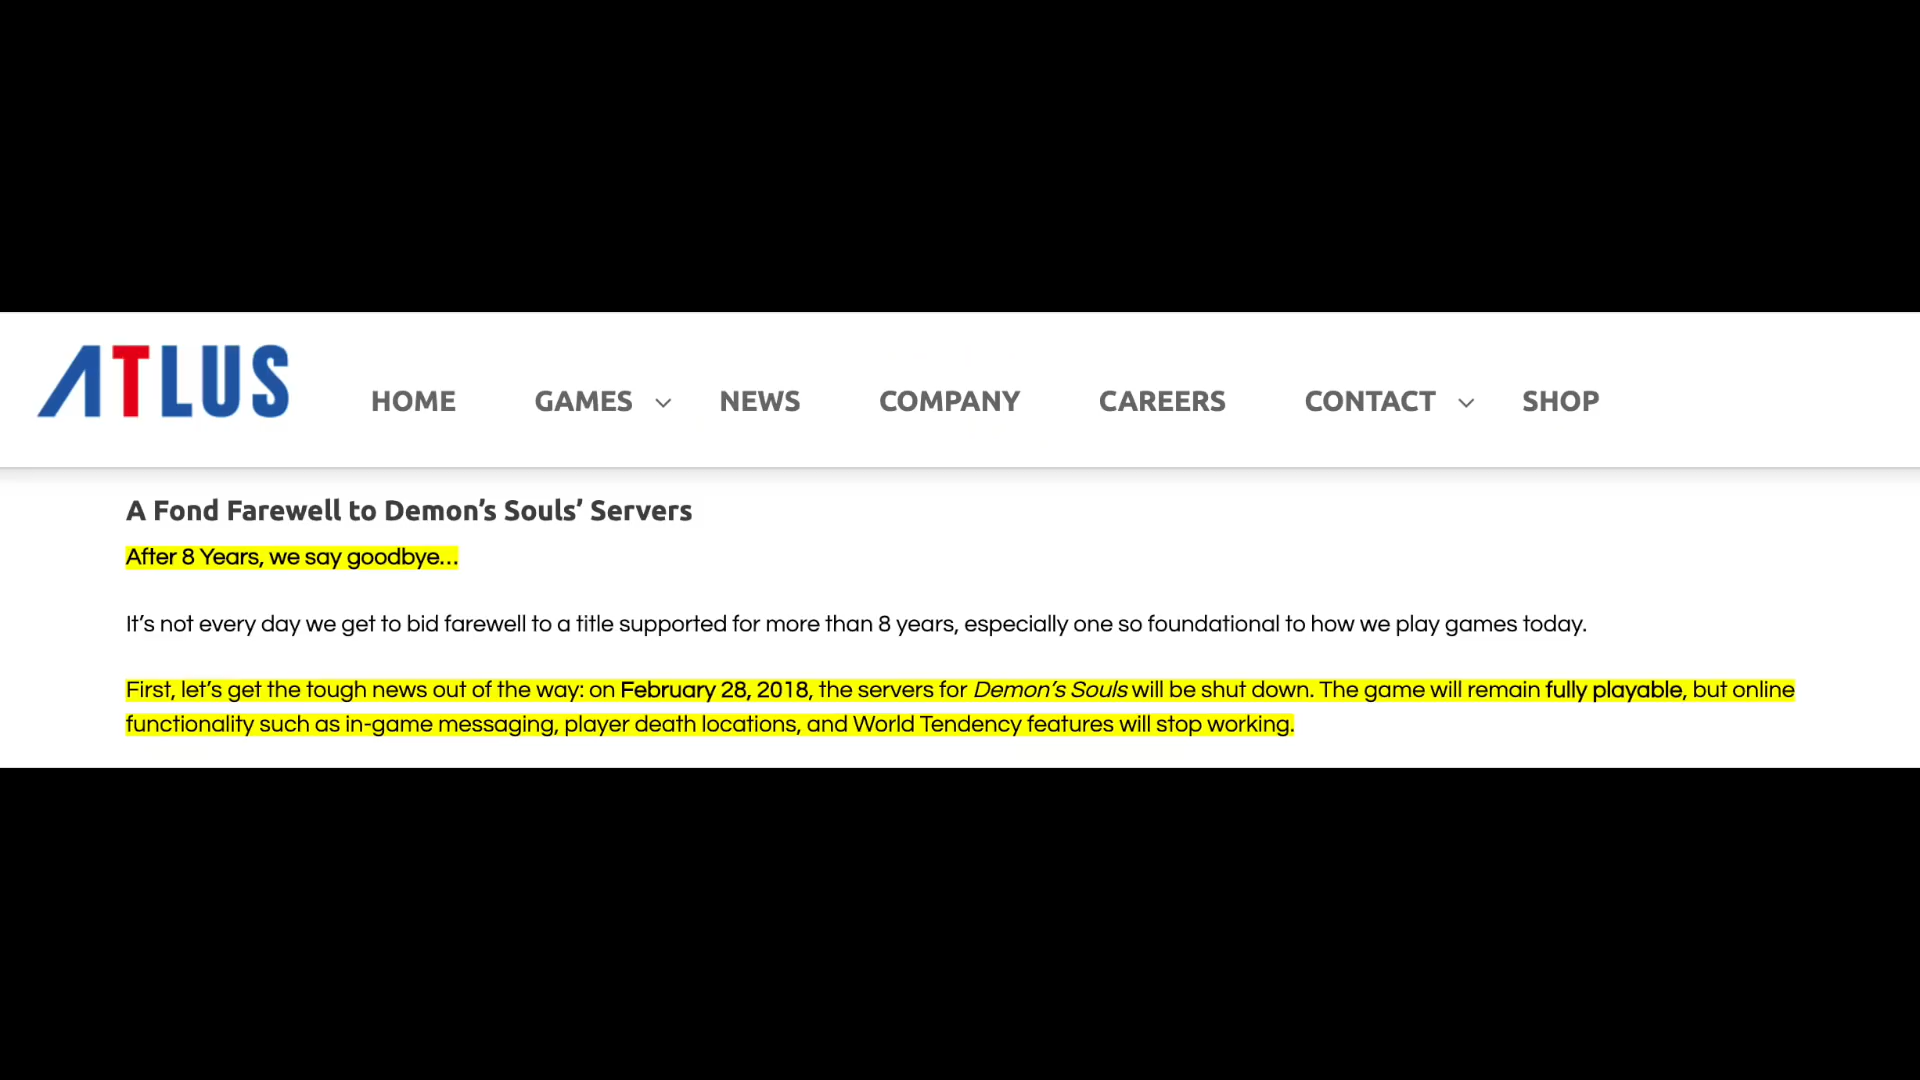 ATLUS
HOME GAMES NEWS COMPANY CAREERS CONTACT SHOP
A Fond Farewell to Demon’s Souls’ Servers
After 8 Years, we say goodbye…
It’s not every day we get to bid farewell to a title supported for more than 8 years, especially one so foundational to how we play games today.
First, let’s get the tough news out of the way: on February 28, 2018, the servers for Demon’s Souls will be shut down. The game will remain fully playable, but online
functionality such as in-game messaging, player death locations, and World Tendency features will stop working.